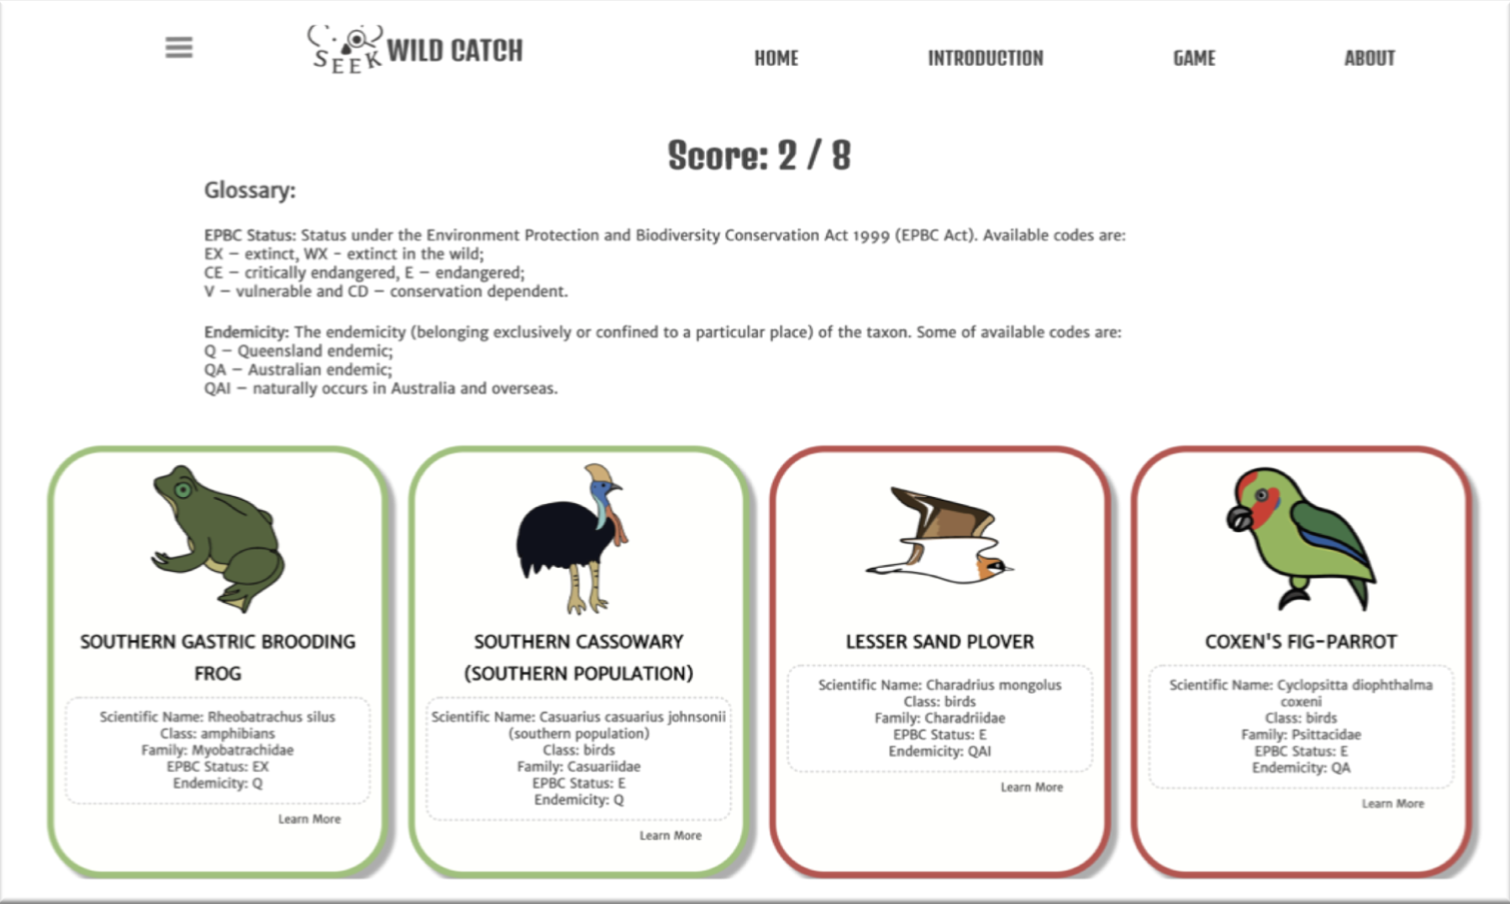 SEEK WILD CATCH
HOME
INTRODUCTION
GAME
ABOUT
Score: 2 / 8
Glossary:
EPBC Status: Status under the Environment Protection and Biodiversity Conservation Act 1999 (EPBC Act). Available codes are:
EX – extinct, WX - extinct in the wild;
CE – critically endangered, E – endangered;
V – vulnerable and CD – conservation dependent.
Endemicity: The endemicity (belonging exclusively or confined to a particular place) of the taxon. Some of available codes are:
Q – Queensland endemic;
QA – Australian endemic;
QAI – naturally occurs in Australia and overseas.
SOUTHERN GASTRIC BROODING
FROG
Scientific Name: Rheobatrachus silus
Class: amphibians
Family: Myobatrachidae
EPBC Status: EX
Endemicity: Q
Learn More
SOUTHERN CASSOWARY
(SOUTHERN POPULATION)
Scientific Name: Casuarius casuarius johnsonii
(southern population)
Class: birds
Family: Casuariidae
EPBC Status: E
Endemicity: Q
Learn More
LESSER SAND PLOVER
Scientific Name: Charadrius mongolus
Class: birds
Family: Charadriidae
EPBC Status: E
Endemicity: QAI
Learn More
COXEN'S FIG-PARROT
Scientific Name: Cyclopsitta diophthalma
coxeni
Class: birds
Family: Psittacidae
EPBC Status: E
Endemicity: QA
Learn More